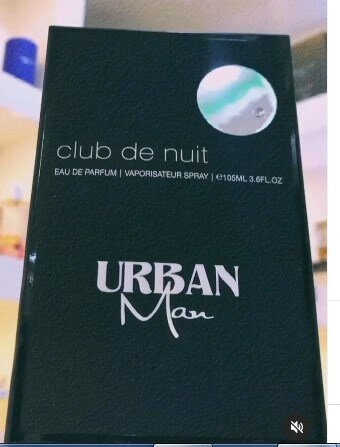 club de nuit
EAU DE PARFUM | VAPORISATEUR SPRAY | ℮105ML 3.6FL.OZ
URBAN
Man